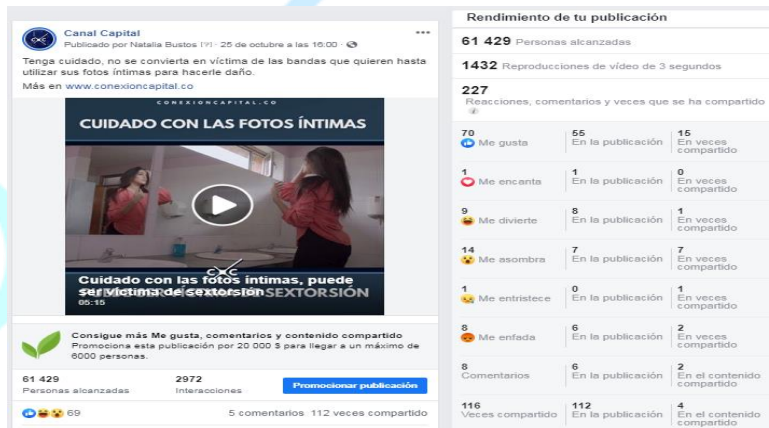 Canal Capital
Publicado por Natalia Bustos [?] · 25 de octubre a las 16:00 ·
Tenga cuidado, no se convierta en víctima de las bandas que quieren hasta
utilizar sus fotos íntimas para hacerle daño.
Más en www.conexioncapital.co
CONEXIONCAPITAL.CO
CUIDADO CON LAS FOTOS ÍNTIMAS
Cuidado con las fotos íntimas, puede
ser víctima de sextorsión
SEXTORSIÓN
05:15
Consigue más Me gusta, comentarios y contenido compartido
Promociona esta publicación por 20 000 $ para llegar a un máximo de
6000 personas.
61 429
Personas alcanzadas
2972
Interacciones
Promocionar publicación
69
5 comentarios 112 veces compartido
Rendimiento de tu publicación
61 429 Personas alcanzadas
1432 Reproducciones de vídeo de 3 segundos
227
Reacciones, comentarios y veces que se ha compartido
70
Me gusta
55
En la publicación
15
En veces
compartido
1
Me encanta
1
En la publicación
0
En veces
compartido
9
Me divierte
8
En la publicación
1
En veces
compartido
14
Me asombra
7
En la publicación
7
En veces
compartido
1
Me entristece
0
En la publicación
1
En veces
compartido
8
Me enfada
6
En la publicación
2
En veces
compartido
8
Comentarios
6
En la publicación
2
En el contenido
compartido
116
Veces compartido
112
En la publicación
4
En el contenido
compartido